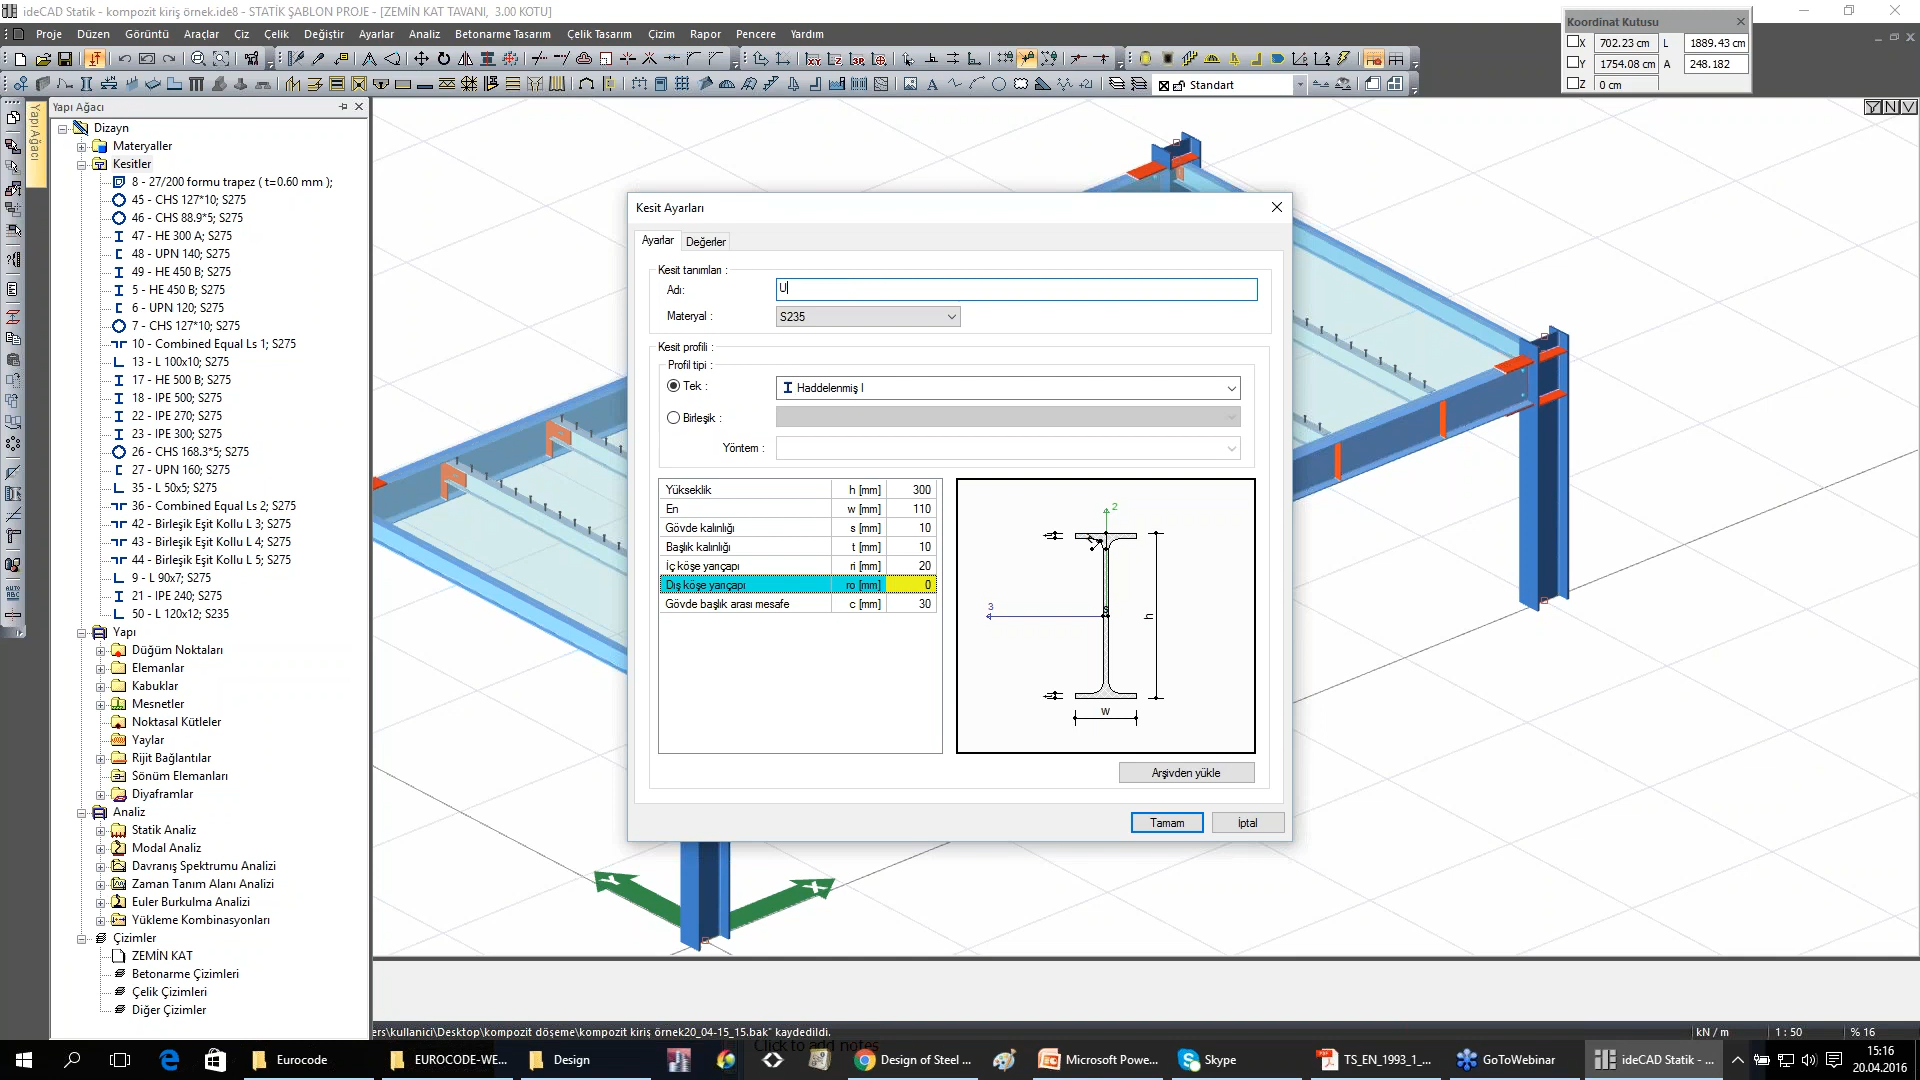 ideCAD Statik - kompozit kiriş örnek.ide8 - STATİK ŞABLON PROJE - [ZEMİN KAT TAVANI,  3.00 KOTU]
Proje Düzen Görüntü Araçlar Çiz Çelik Değiştir Ayarlar Analiz Betonarme Tasarım Çelik Tasarım Çizim Rapor Pencere Yardım
Koordinat Kutusu
X 702.23 cm L 1889.43 cm
Y 1754.08 cm A 248.182
Z 0 cm
Standart
Yapı Ağacı
Yapı Ağacı
Dizayn
Materyaller
Kesitler
8 - 27/200 formu trapez ( t=0.60 mm );
45 - CHS 127*10; S275
46 - CHS 88.9*5; S275
47 - HE 300 A; S275
48 - UPN 140; S275
49 - HE 450 B; S275
5 - HE 450 B; S275
6 - UPN 120; S275
7 - CHS 127*10; S275
10 - Combined Equal Ls 1; S275
13 - L 100x10; S275
17 - HE 500 B; S275
18 - IPE 500; S275
22 - IPE 270; S275
23 - IPE 300; S275
26 - CHS 168.3*5; S275
27 - UPN 160; S275
35 - L 50x5; S275
36 - Combined Equal Ls 2; S275
42 - Birleşik Eşit Kollu L 3; S275
43 - Birleşik Eşit Kollu L 4; S275
44 - Birleşik Eşit Kollu L 5; S275
9 - L 90x7; S275
21 - IPE 240; S275
50 - L 120x12; S235
Yapı
Düğüm Noktaları
Elemanlar
Kabuklar
Mesnetler
Noktasal Kütleler
Yaylar
Rijit Bağlantılar
Sönüm Elemanları
Diyaframlar
Analiz
Statik Analiz
Modal Analiz
Davranış Spektrumu Analizi
Zaman Tanım Alanı Analizi
Euler Burkulma Analizi
Yükleme Kombinasyonları
Çizimler
ZEMİN KAT
Betonarme Çizimleri
Çelik Çizimleri
Diğer Çizimler
Kesit Ayarları
Ayarlar Değerler
Kesit tanımları :
Adı: U
Materyal : S235
Kesit profili :
Profil tipi :
Tek : Haddelenmiş I
Birleşik :
Yöntem :
Yükseklik h [mm] 300
En w [mm] 110
Gövde kalınlığı s [mm] 10
Başlık kalınlığı t [mm] 10
İç köşe yarıçapı ri [mm] 20
Dış köşe yarıçapı ro [mm] 0
Gövde başlık arası mesafe c [mm] 30
2
3
s
h
w
Arşivden yükle
Tamam İptal
X
ers\kullanici\Desktop\kompozit döşeme\kompozit kiriş örnek20_04-15_15.bak" kaydedildi.
kN / m 1 : 50 % 16
Click to add notes
Eurocode EUROCODE-WE... Design Design of Steel ... Microsoft Powe... Skype TS_EN_1993_1_... GoToWebinar ideCAD Statik - ...
15:16
20.04.2016